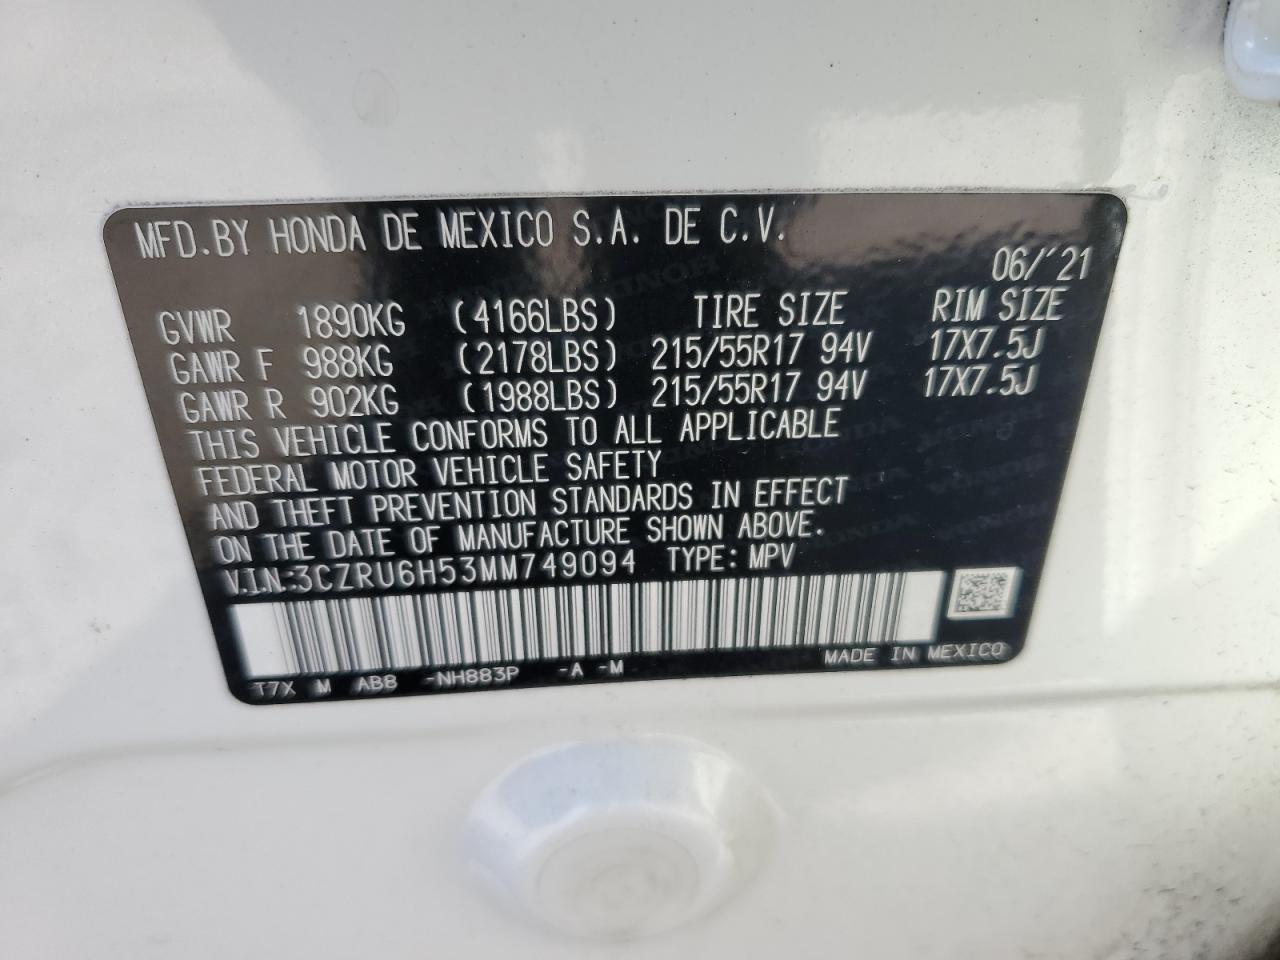 MFD.BY HONDA DE MEXICO S.A. DE C.V.
06/'21
GVWR 1890KG (4166LBS) TIRE SIZE RIM SIZE
GAWR F 988KG (2178LBS) 215/55R17 94V 17X7.5J
GAWR R 902KG (1988LBS) 215/55R17 94V 17X7.5J
THIS VEHICLE CONFORMS TO ALL APPLICABLE
FEDERAL MOTOR VEHICLE SAFETY
AND THEFT PREVENTION STANDARDS IN EFFECT
ON THE DATE OF MANUFACTURE SHOWN ABOVE.
V.I.N:3CZRU6H53MM749094 TYPE: MPV
T7X M AB8 -NH883P -A -M MADE IN MEXICO